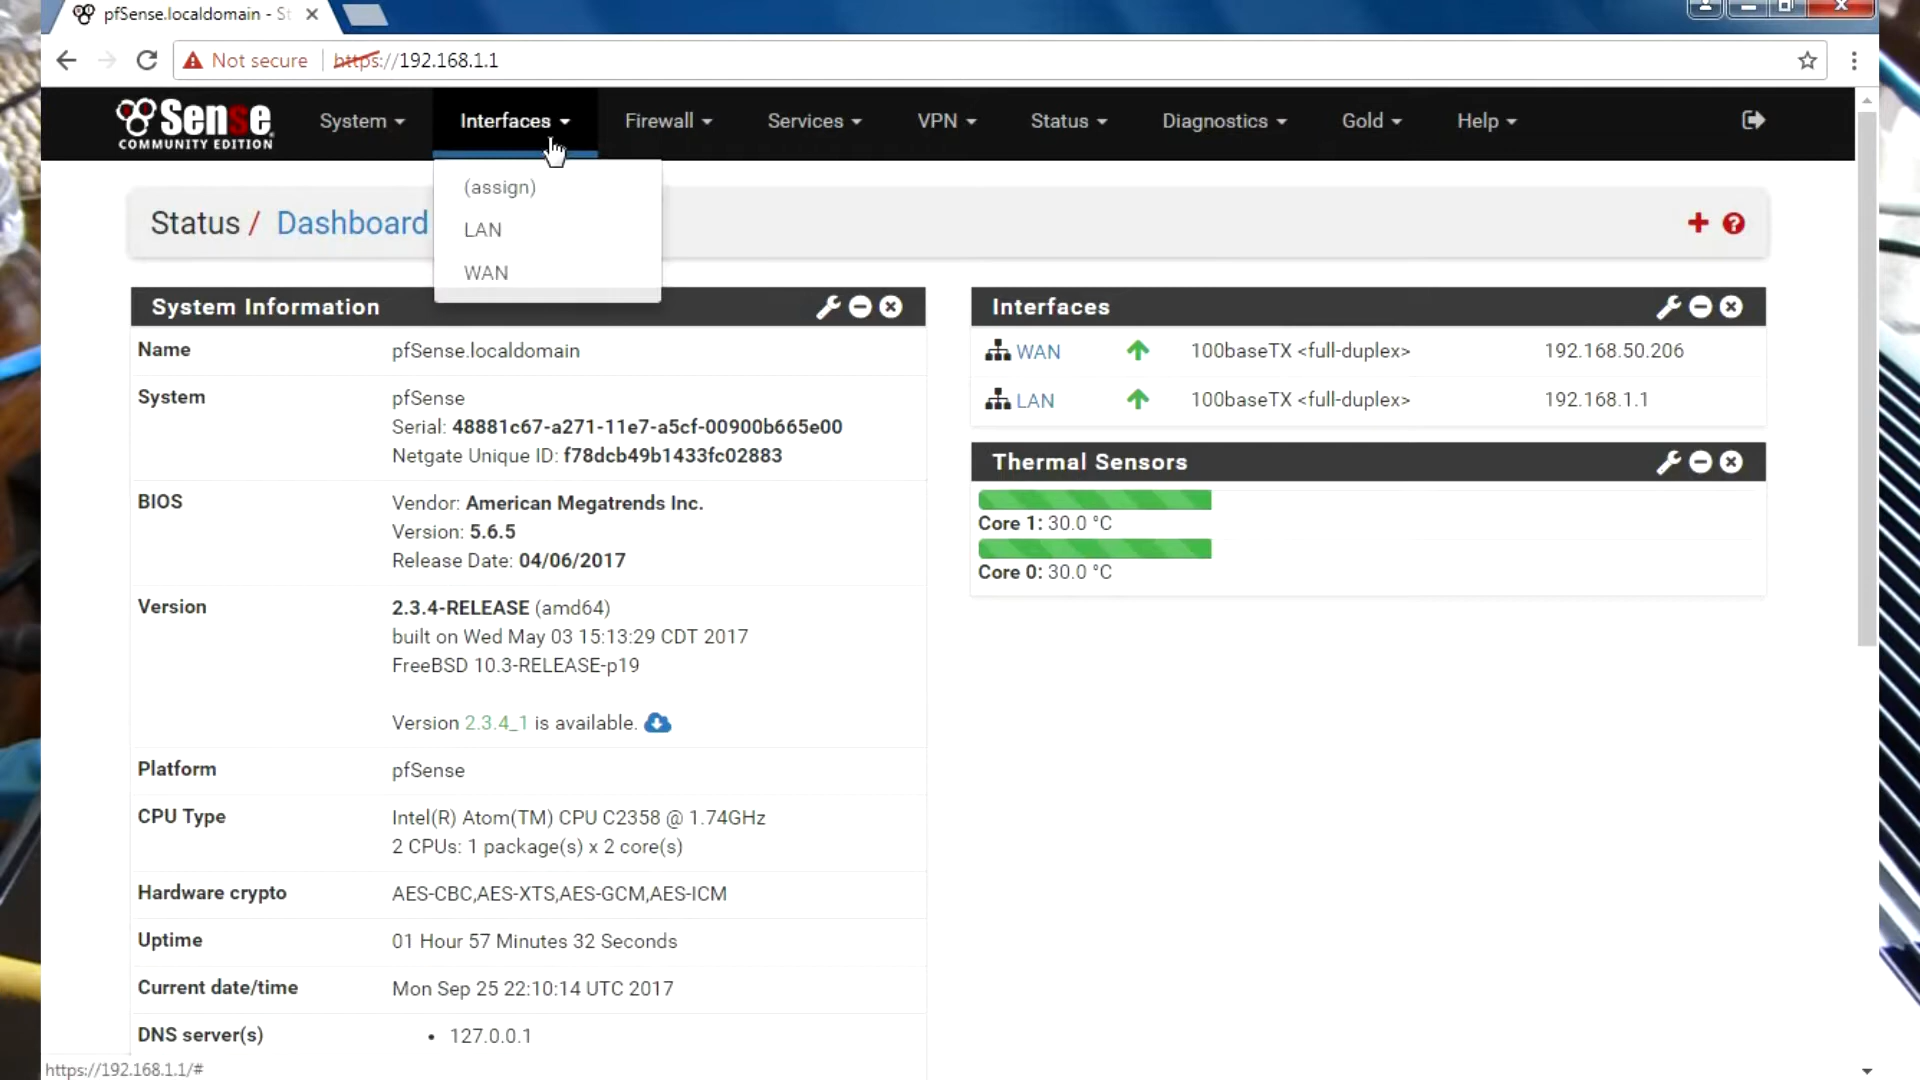 pfSense.localdomain - St
Not secure https://192.168.1.1
Sense
COMMUNITY EDITION
System Interfaces Firewall Services VPN Status Diagnostics Gold Help
(assign)
LAN
WAN
Status / Dashboard
System Information
Name pfSense.localdomain
System pfSense
Serial: 48881c67-a271-11e7-a5cf-00900b665e00
Netgate Unique ID: f78dcb49b1433fc02883
BIOS Vendor: American Megatrends Inc.
Version: 5.6.5
Release Date: 04/06/2017
Version 2.3.4-RELEASE (amd64)
built on Wed May 03 15:13:29 CDT 2017
FreeBSD 10.3-RELEASE-p19
Version 2.3.4_1 is available.
Platform pfSense
CPU Type Intel(R) Atom(TM) CPU C2358 @ 1.74GHz
2 CPUs: 1 package(s) x 2 core(s)
Hardware crypto AES-CBC,AES-XTS,AES-GCM,AES-ICM
Uptime 01 Hour 57 Minutes 32 Seconds
Current date/time Mon Sep 25 22:10:14 UTC 2017
DNS server(s) • 127.0.0.1
Interfaces
WAN 100baseTX <full-duplex> 192.168.50.206
LAN 100baseTX <full-duplex> 192.168.1.1
Thermal Sensors
Core 1: 30.0 °C
Core 0: 30.0 °C
https://192.168.1.1/#